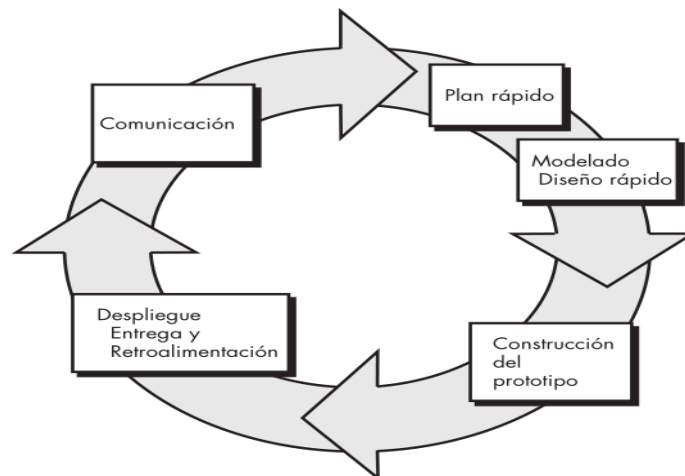 Comunicación
Plan rápido
Modelado
Diseño rápido
Construcción
del
prototipo
Despliegue
Entrega y
Retroalimentación